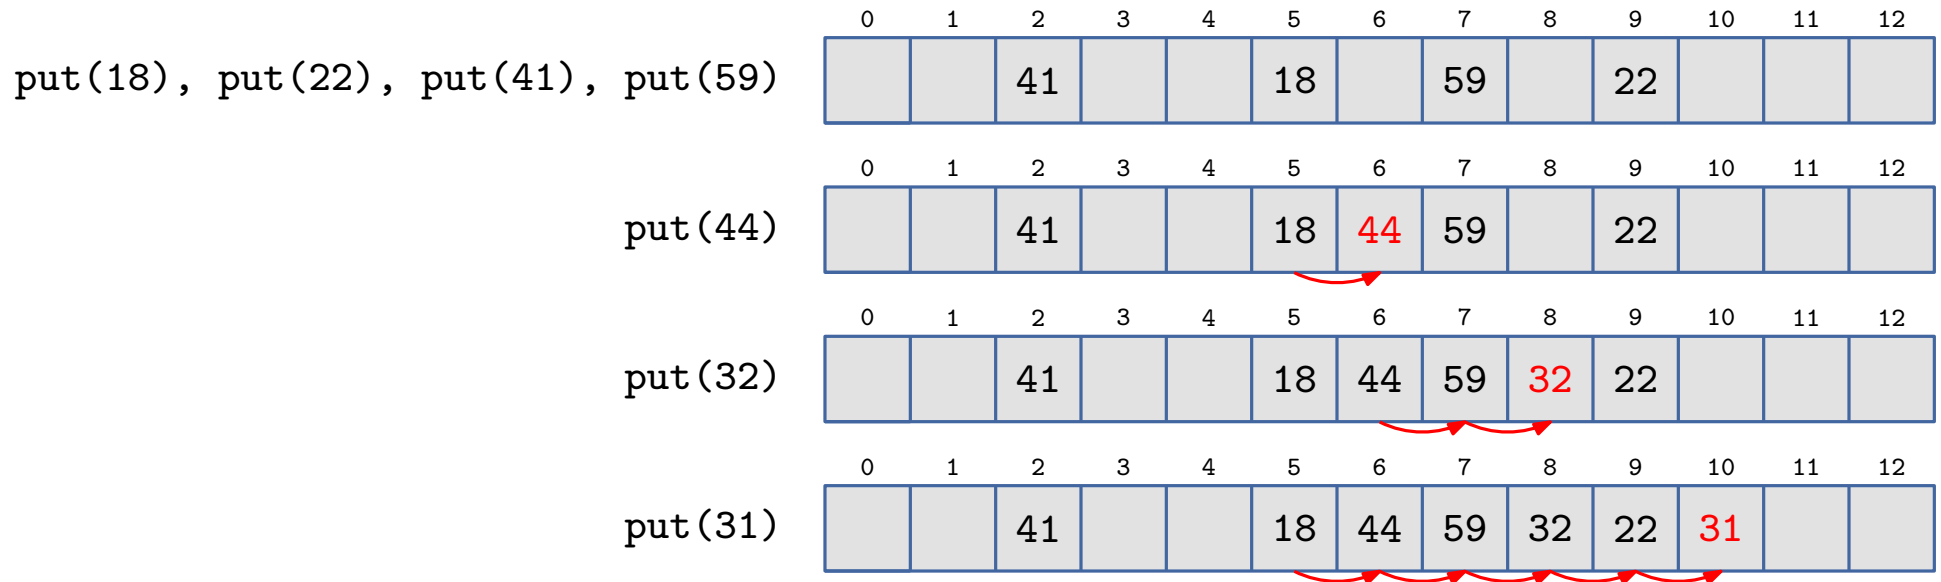 0 1 2 3 4 5 6 7 8 9 10 11 12
put(18), put(22), put(41), put(59) 41 18 59 22
0 1 2 3 4 5 6 7 8 9 10 11 12
put(44) 41 18 44 59 22
0 1 2 3 4 5 6 7 8 9 10 11 12
put(32) 41 18 44 59 32 22
0 1 2 3 4 5 6 7 8 9 10 11 12
put(31) 41 18 44 59 32 22 31